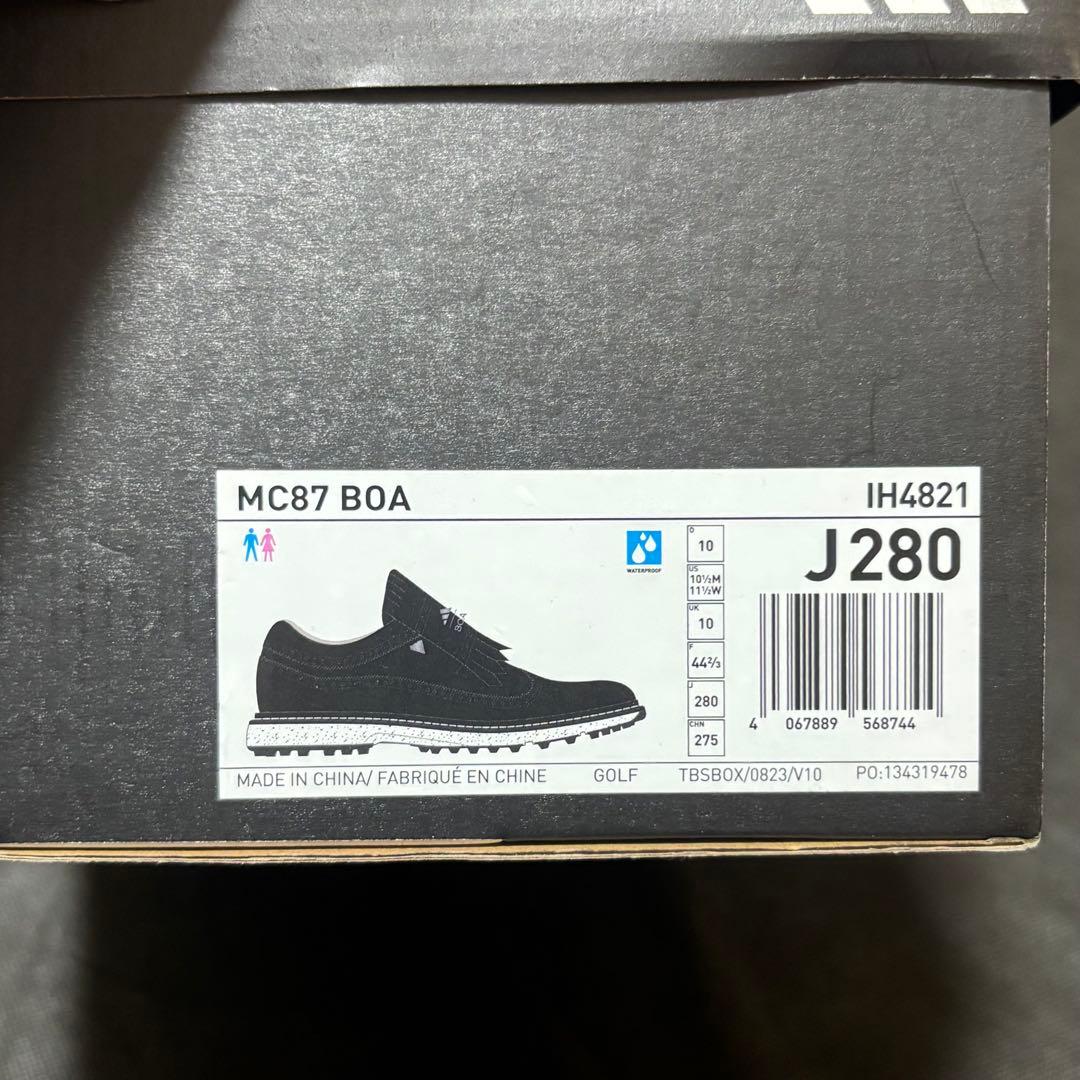 MC87 BOA IH4821
J280
WATERPROOF
D 10
US 10½M 11½W
UK 10
F 44⅔
J 280
CHN 275
BOA
4 067889 568744
MADE IN CHINA/ FABRIQUÉ EN CHINE GOLF TBSBOX/0823/V10 PO:134319478